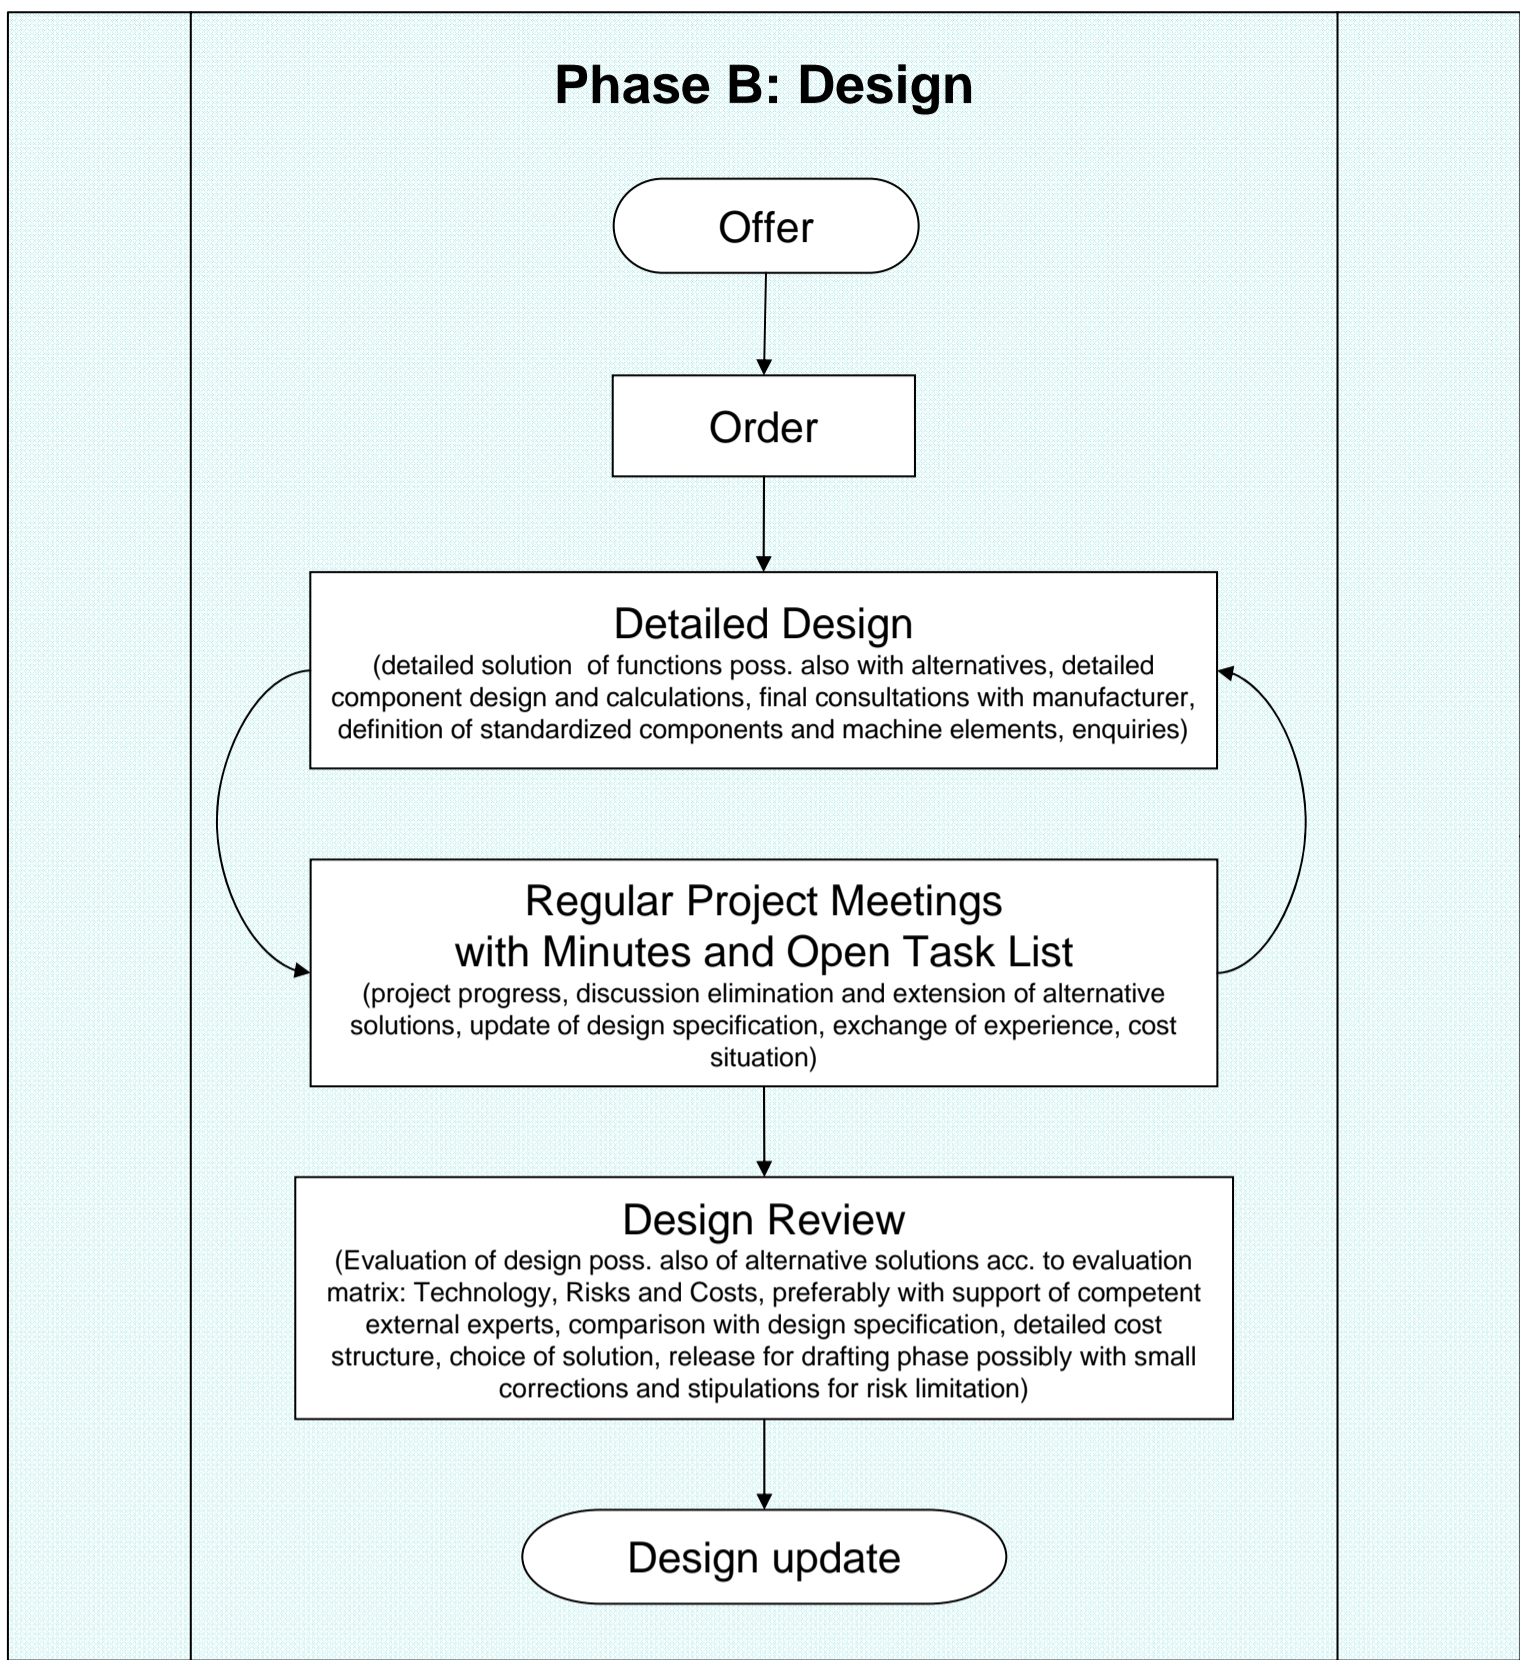 Phase B: Design
Offer
Order
Detailed Design
(detailed solution  of functions poss. also with alternatives, detailed
component design and calculations, final consultations with manufacturer,
definition of standardized components and machine elements, enquiries)
Regular Project Meetings
with Minutes and Open Task List
(project progress, discussion elimination and extension of alternative
solutions, update of design specification, exchange of experience, cost
situation)
Design Review
(Evaluation of design poss. also of alternative solutions acc. to evaluation
matrix: Technology, Risks and Costs, preferably with support of competent
external experts, comparison with design specification, detailed cost
structure, choice of solution, release for drafting phase possibly with small
corrections and stipulations for risk limitation)
Design update